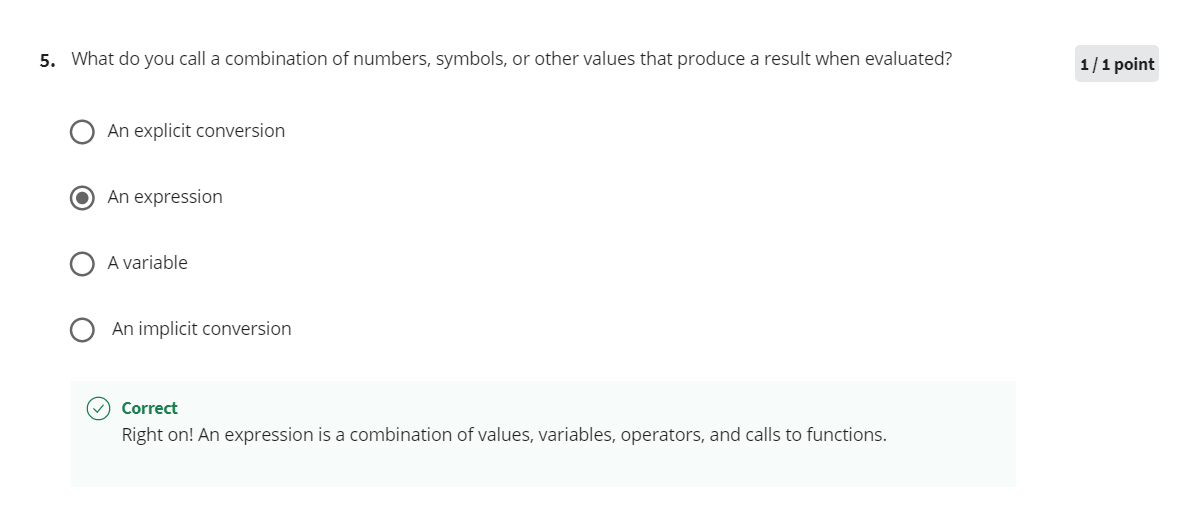 5. What do you call a combination of numbers, symbols, or other values that produce a result when evaluated?
1 / 1 point
An explicit conversion
An expression
A variable
An implicit conversion
Correct
Right on! An expression is a combination of values, variables, operators, and calls to functions.